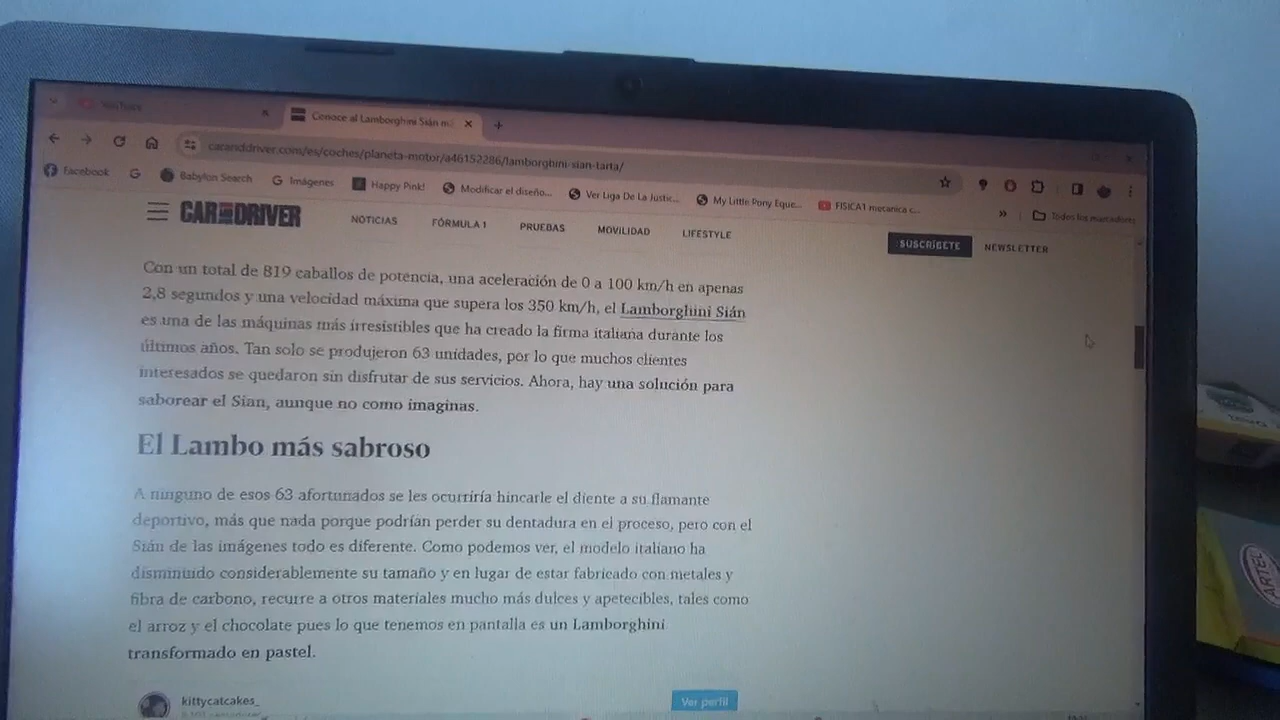 YouTube
Conoce al Lamborghini Sián m
caranddriver.com/es/coches/planeta-motor/a46152286/lamborghini-sian-tarta/
Facebook
G
Babylon Search
Imágenes
Happy Pink!
Modificar el diseño...
Ver Liga De La Justic...
My Little Pony Eque...
FISICA1 mecanica c...
»
Todos los marcadores
CAR AND DRIVER
NOTICIAS
FÓRMULA 1
PRUEBAS
MOVILIDAD
LIFESTYLE
SUSCRÍBETE
NEWSLETTER
Con un total de 819 caballos de potencia, una aceleración de 0 a 100 km/h en apenas
2,8 segundos y una velocidad máxima que supera los 350 km/h, el Lamborghini Sián
es una de las máquinas más irresistibles que ha creado la firma italiana durante los
últimos años. Tan solo se produjeron 63 unidades, por lo que muchos clientes
interesados se quedaron sin disfrutar de sus servicios. Ahora, hay una solución para
saborear el Sian, aunque no como imaginas.
El Lambo más sabroso
A ninguno de esos 63 afortunados se les ocurriría hincarle el diente a su flamante
deportivo, más que nada porque podrían perder su dentadura en el proceso, pero con el
Sián de las imágenes todo es diferente. Como podemos ver, el modelo italiano ha
disminuido considerablemente su tamaño y en lugar de estar fabricado con metales y
fibra de carbono, recurre a otros materiales mucho más dulces y apetecibles, tales como
el arroz y el chocolate pues lo que tenemos en pantalla es un Lamborghini
transformado en pastel.
kittycatcakes_
Ver perfil
ARTEL